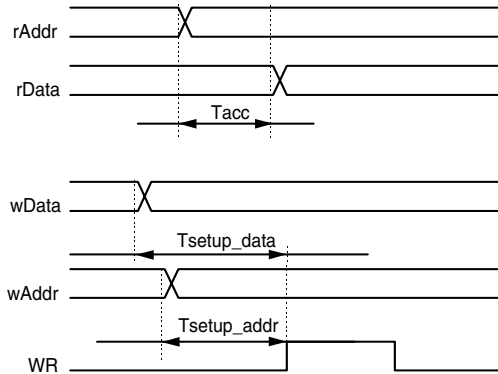 rAddr
rData
Tacc
wData
Tsetup_data
wAddr
Tsetup_addr
WR